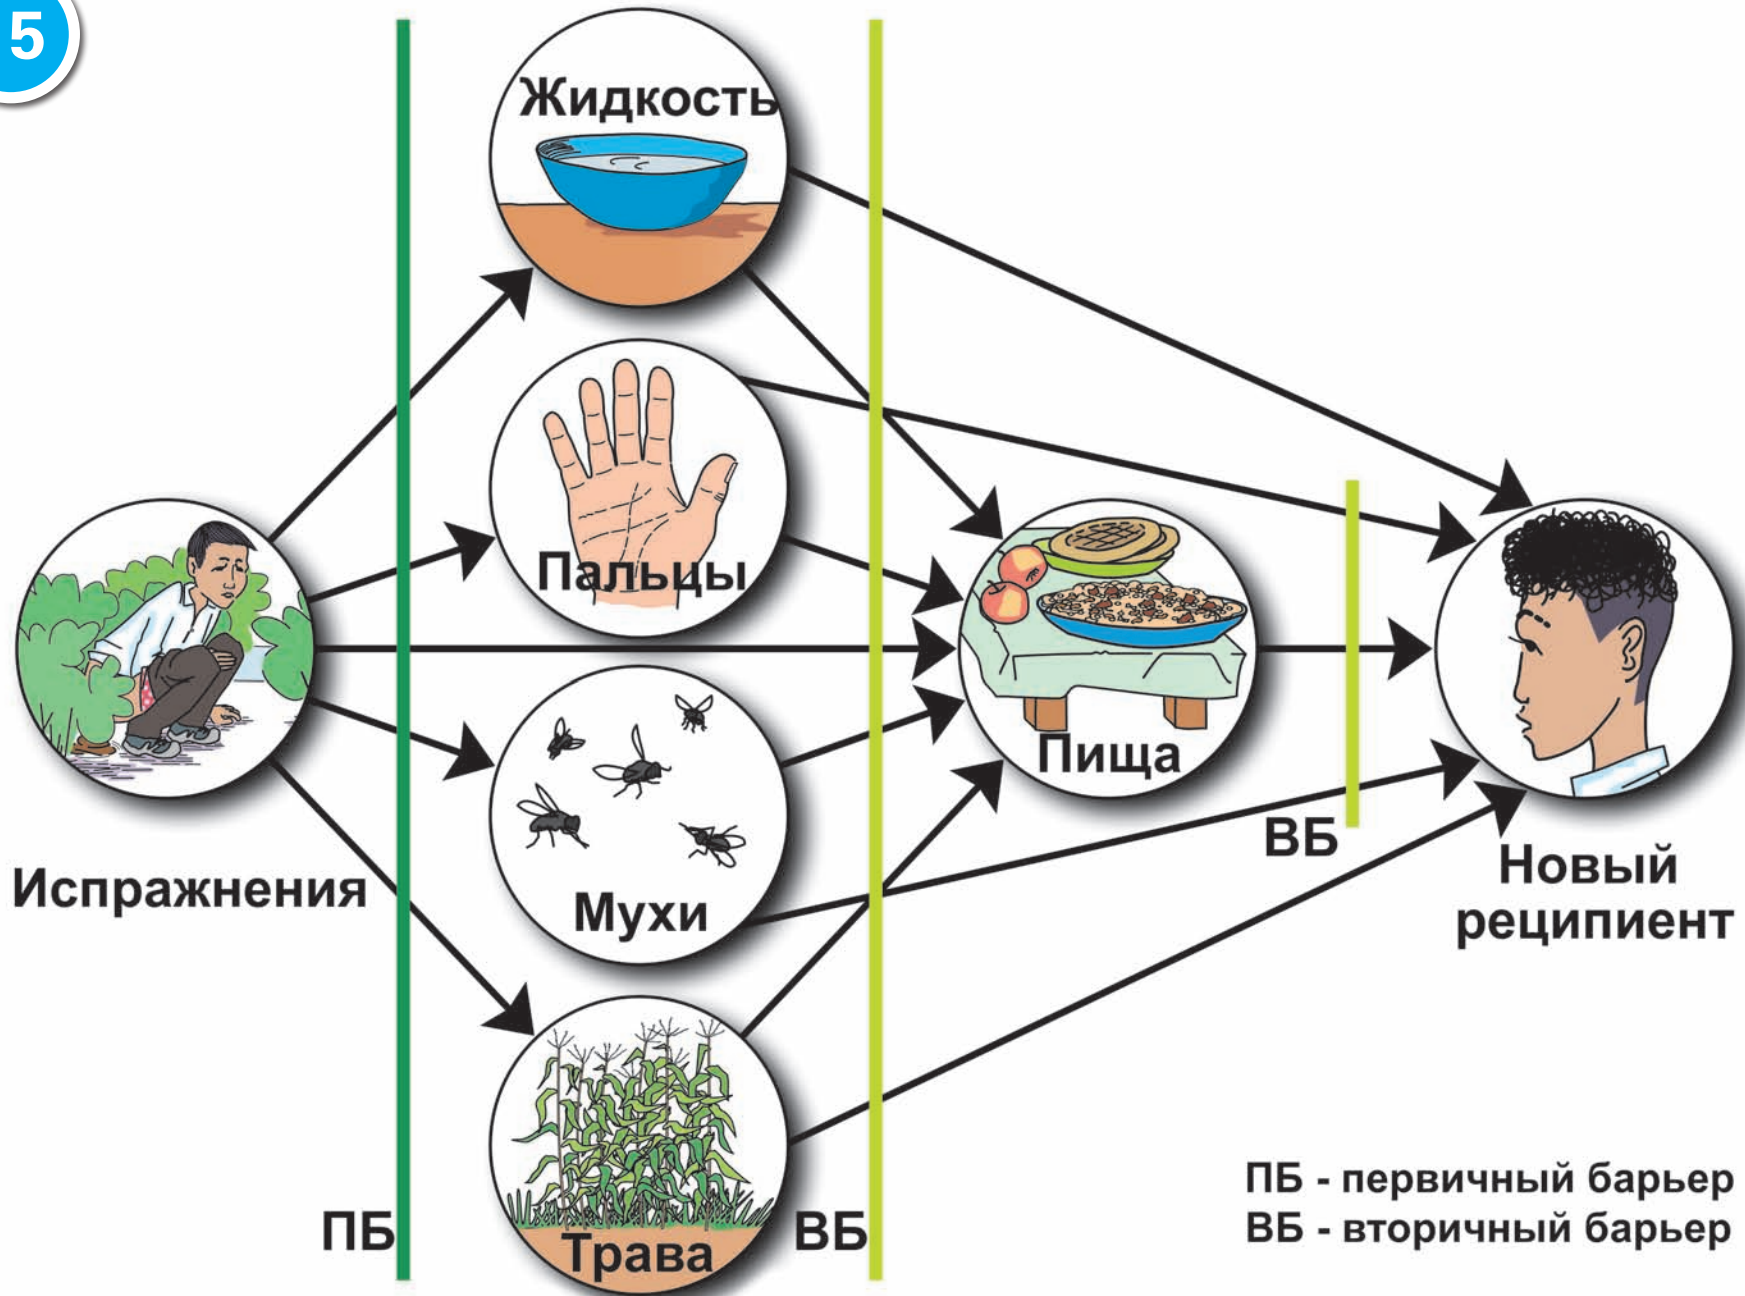 5
Жидкость
Пальцы
Испражнения
Мухи
Пища
ВБ
Новый
реципиент
Трава
ПБ
ВБ
ПБ - первичный барьер
ВБ - вторичный барьер